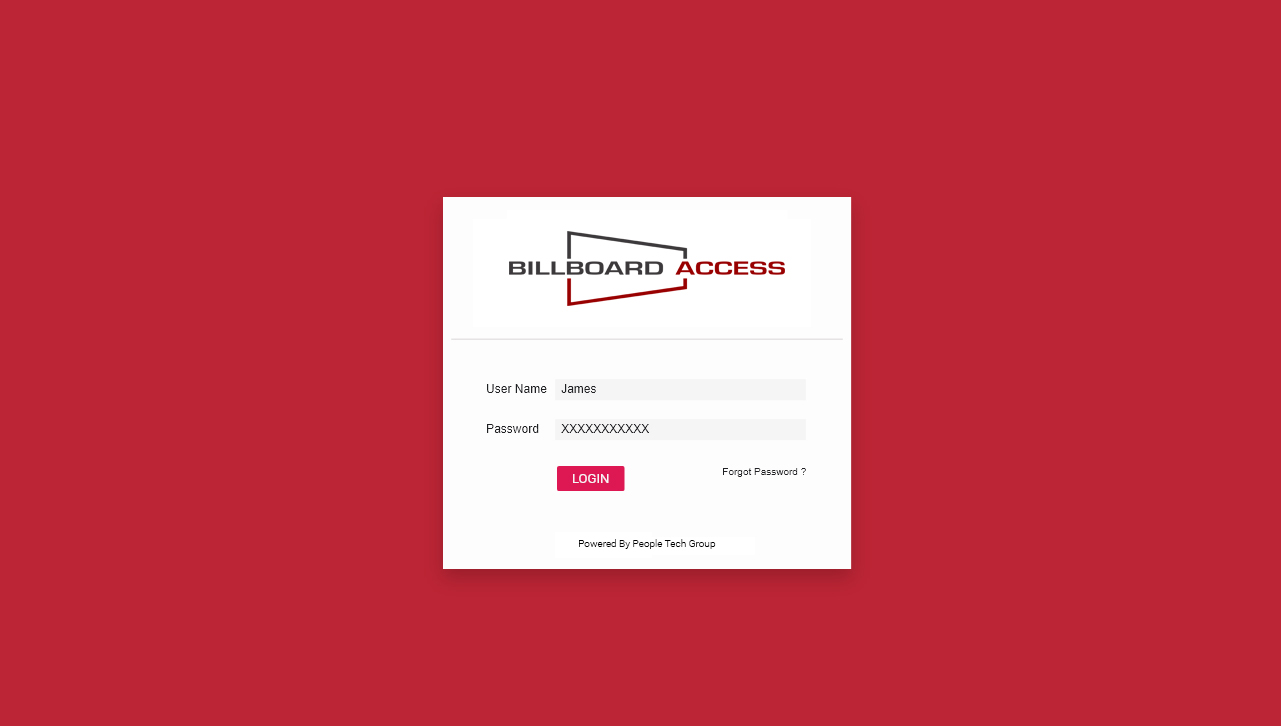 BILLBOARD ACCESS
User Name James
Password XXXXXXXXXXX
LOGIN Forgot Password ?
Powered By People Tech Group